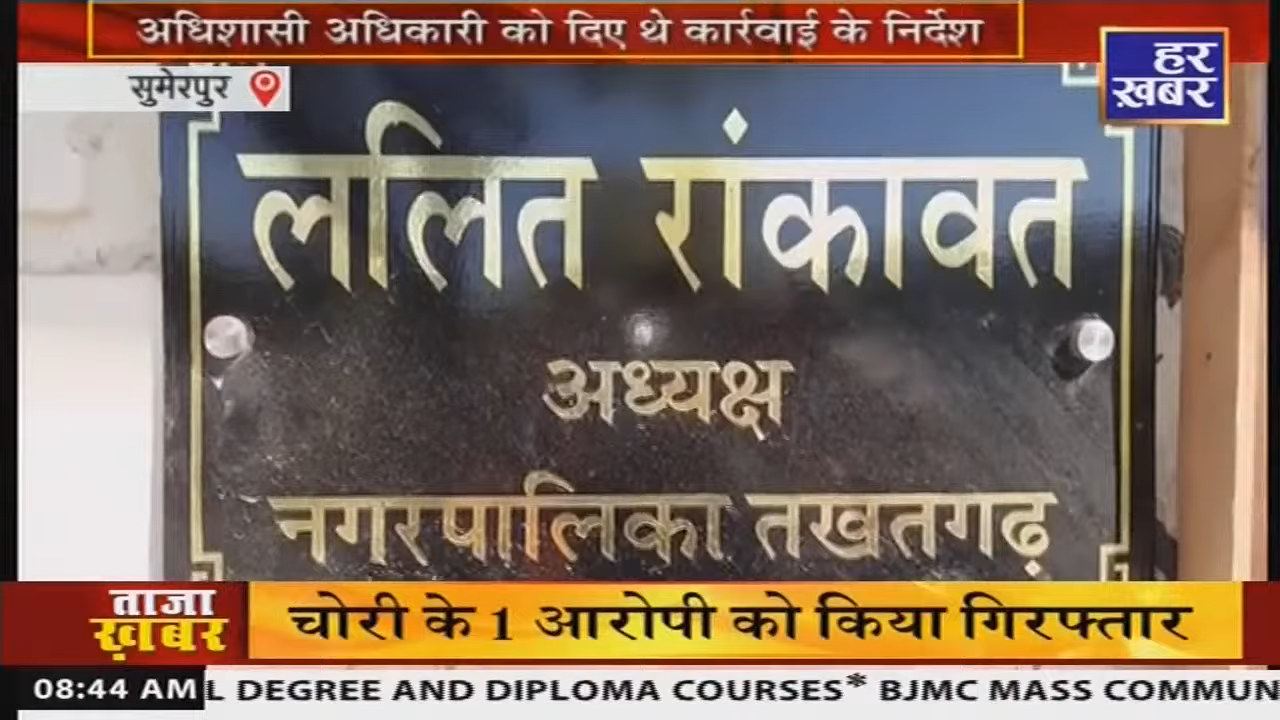 अधिशासी अधिकारी को दिए थे कार्रवाई के निर्देश
हर
ख़बर
सुमेरपुर
ललित रांकावत
अध्यक्ष
नगरपालिका तखतगढ़
ताजा
ख़बर
चोरी के 1 आरोपी को किया गिरफ्तार
08:44 AM
L DEGREE AND DIPLOMA COURSES* BJMC MASS COMMUN